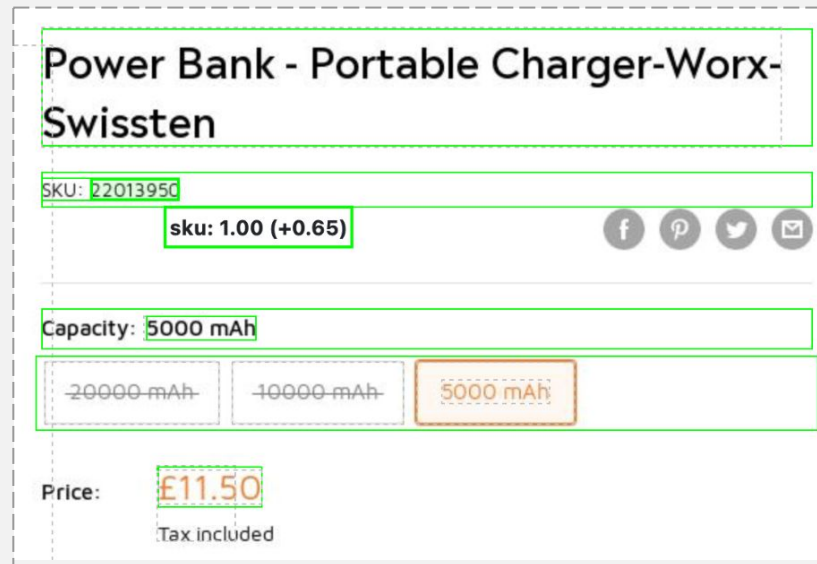 Power Bank - Portable Charger-Worx-
Swissten
SKU: 22013950
sku: 1.00 (+0.65)
Capacity: 5000 mAh
20000 mAh 10000 mAh 5000 mAh
Price: £11.50
Tax included